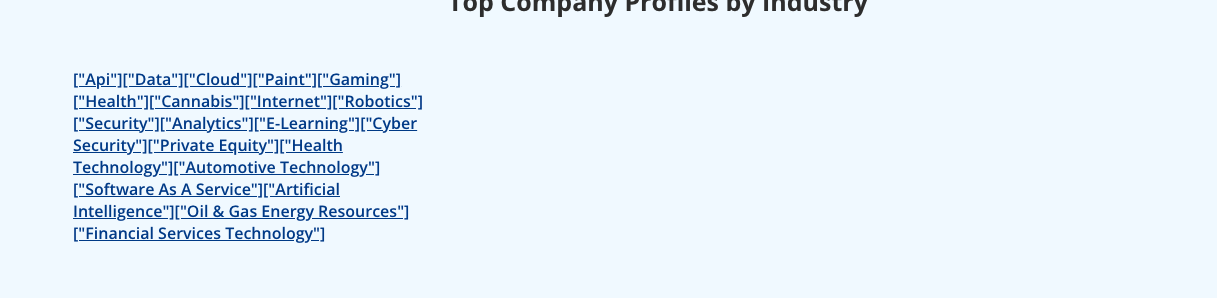 Top Company Profiles by Industry
["Api"]["Data"]["Cloud"]["Paint"]["Gaming"]
["Health"]["Cannabis"]["Internet"]["Robotics"]
["Security"]["Analytics"]["E-Learning"]["Cyber
Security"]["Private Equity"]["Health
Technology"]["Automotive Technology"]
["Software As A Service"]["Artificial
Intelligence"]["Oil & Gas Energy Resources"]
["Financial Services Technology"]